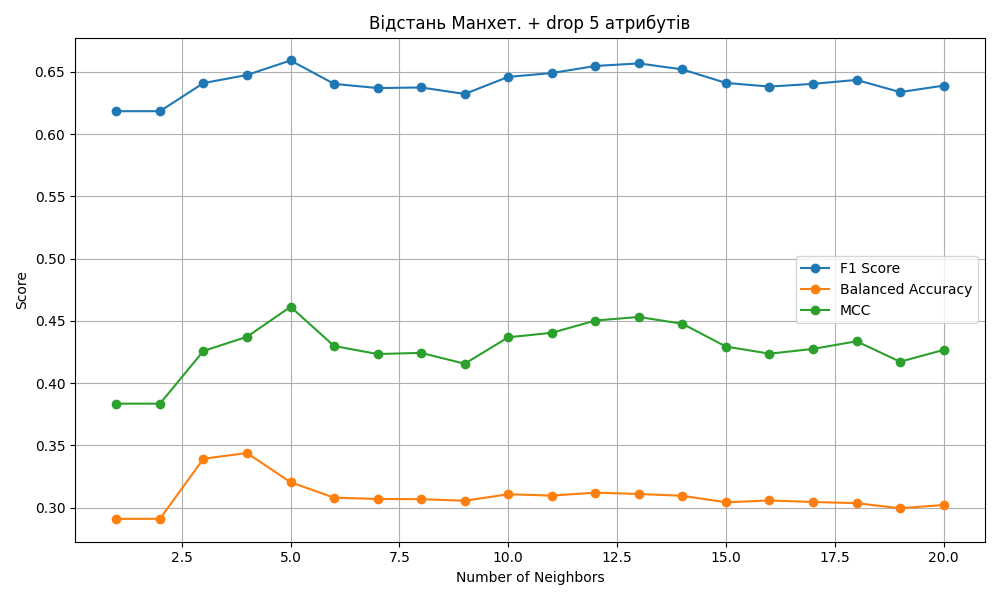 Відстань Манхет. + drop 5 атрибутів
Score
0.65
0.60
0.55
0.50
0.45
0.40
0.35
0.30
F1 Score
Balanced Accuracy
MCC
2.5 5.0 7.5 10.0 12.5 15.0 17.5 20.0
Number of Neighbors